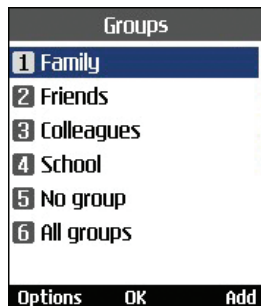 Groups
1 Family
2 Friends
3 Colleagues
4 School
5 No group
6 All groups
Options OK Add